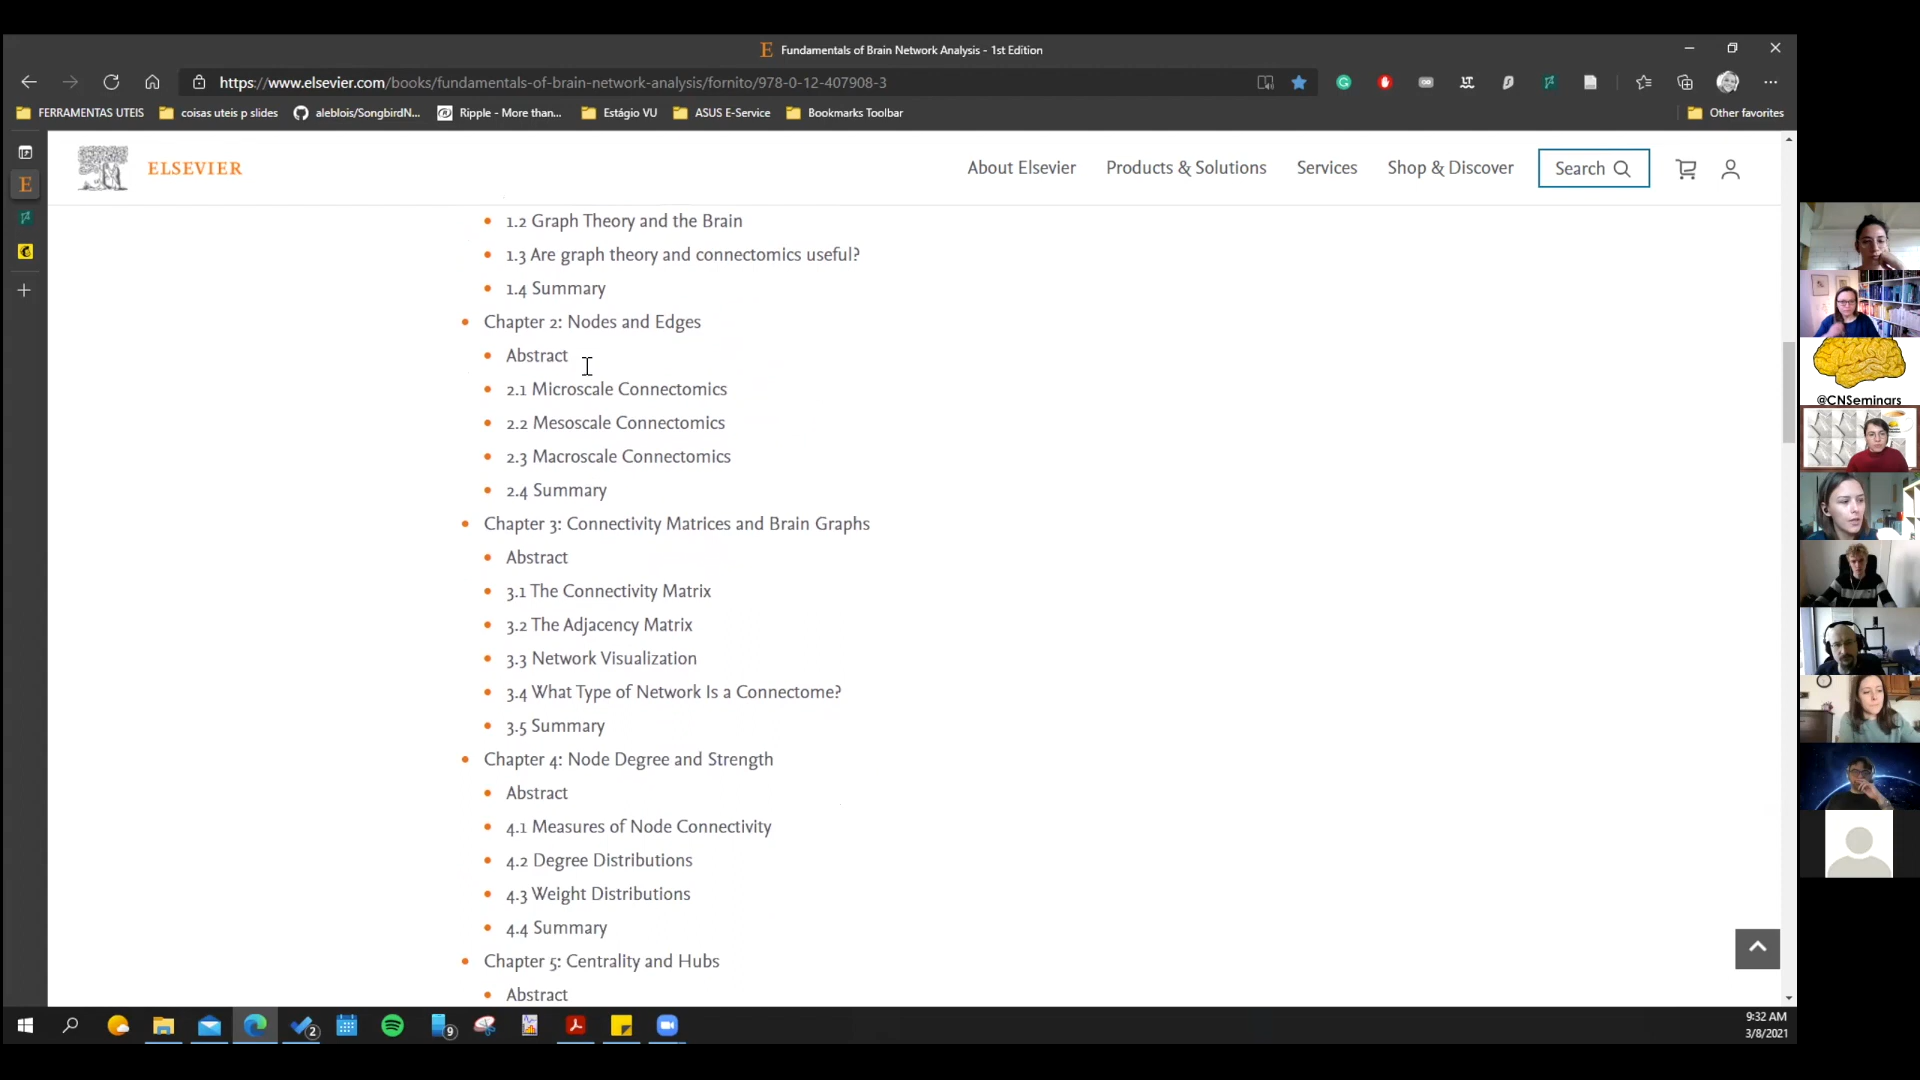 Fundamentals of Brain Network Analysis - 1st Edition
https://www.elsevier.com/books/fundamentals-of-brain-network-analysis/fornito/978-0-12-407908-3
FERRAMENTAS UTEIS
coisas uteis p slides
aleblois/SongbirdN...
Ripple - More than...
Estágio VU
ASUS E-Service
Bookmarks Toolbar
Other favorites
ELSEVIER
About Elsevier
Products & Solutions
Services
Shop & Discover
Search
1.2 Graph Theory and the Brain
1.3 Are graph theory and connectomics useful?
1.4 Summary
Chapter 2: Nodes and Edges
Abstract
2.1 Microscale Connectomics
2.2 Mesoscale Connectomics
2.3 Macroscale Connectomics
2.4 Summary
Chapter 3: Connectivity Matrices and Brain Graphs
Abstract
3.1 The Connectivity Matrix
3.2 The Adjacency Matrix
3.3 Network Visualization
3.4 What Type of Network Is a Connectome?
3.5 Summary
Chapter 4: Node Degree and Strength
Abstract
4.1 Measures of Node Connectivity
4.2 Degree Distributions
4.3 Weight Distributions
4.4 Summary
Chapter 5: Centrality and Hubs
Abstract
@CNSeminars
2
9
9:32 AM
3/8/2021